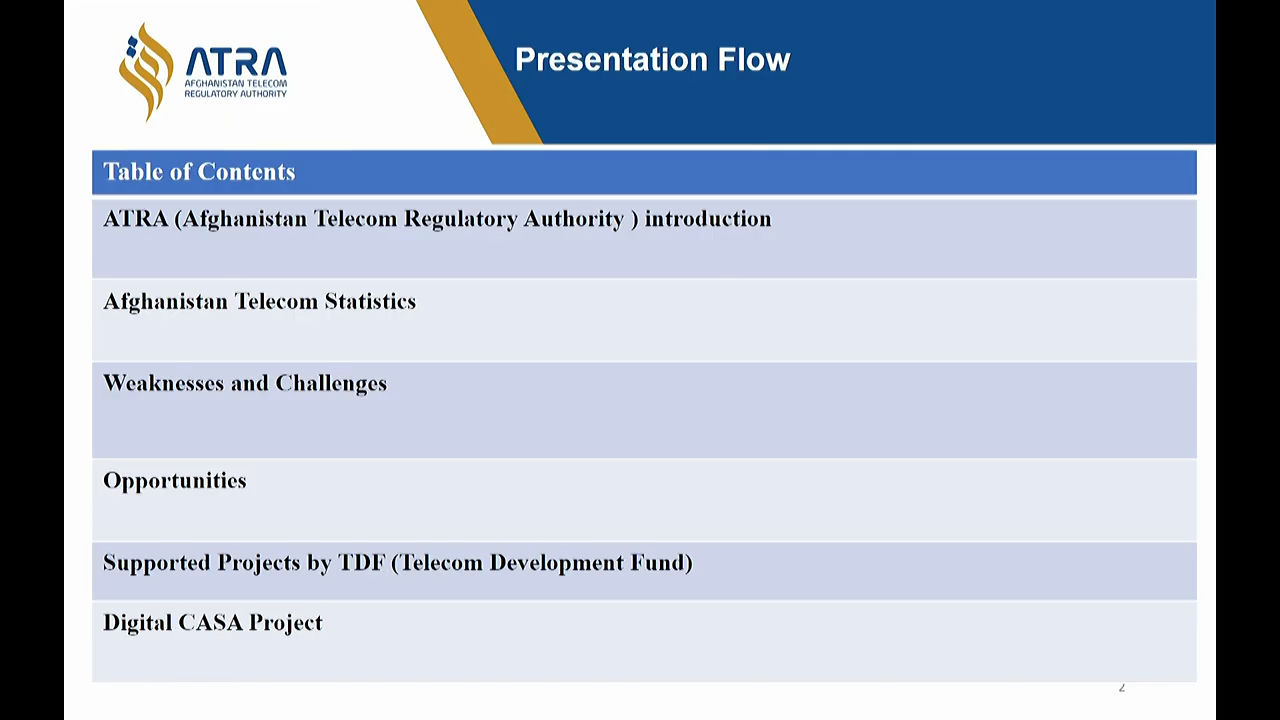 ATRA
AFGHANISTAN TELECOM
REGULATORY AUTHORITY
Presentation Flow
Table of Contents
ATRA (Afghanistan Telecom Regulatory Authority ) introduction
Afghanistan Telecom Statistics
Weaknesses and Challenges
Opportunities
Supported Projects by TDF (Telecom Development Fund)
Digital CASA Project
2